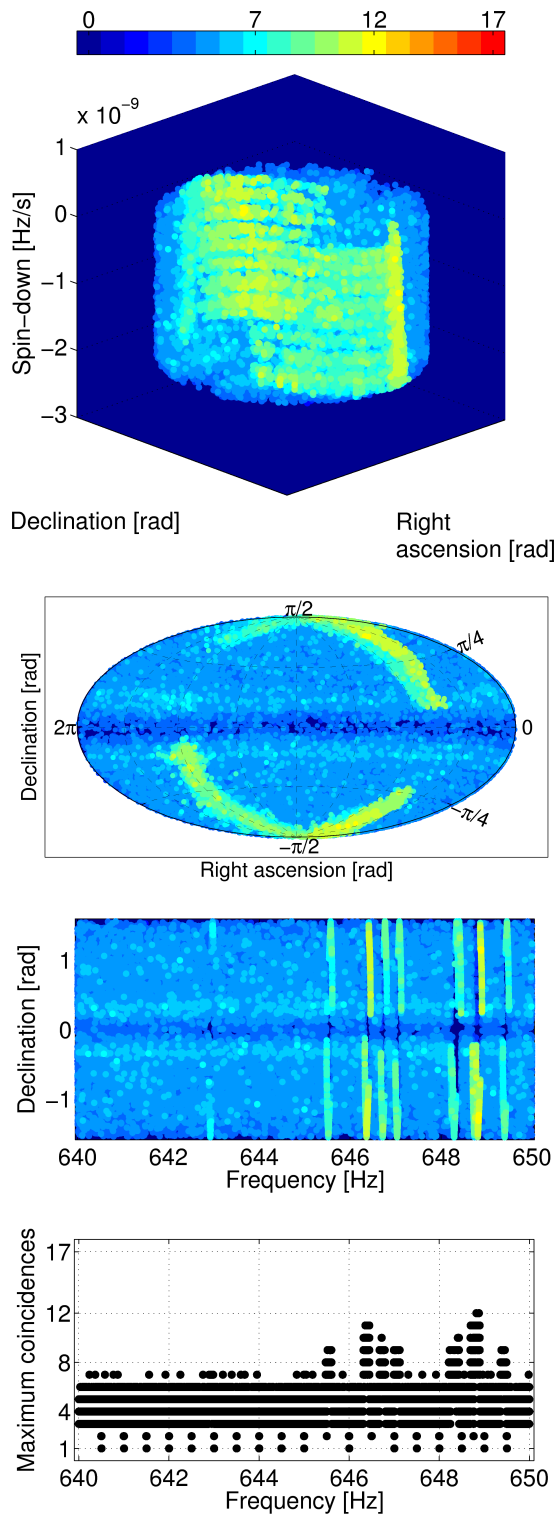 0 7 12 17
x 10⁻⁹
1
0
−1
−2
−3
Spin−down [Hz/s]
Declination [rad]
Right
ascension [rad]
π/2
π/4
2π
0
−π/4
−π/2
Declination [rad]
Right ascension [rad]
1
0
−1
Declination [rad]
640 642 644 646 648 650
Frequency [Hz]
17
12
8
4
1
Maximum coincidences
640 642 644 646 648 650
Frequency [Hz]